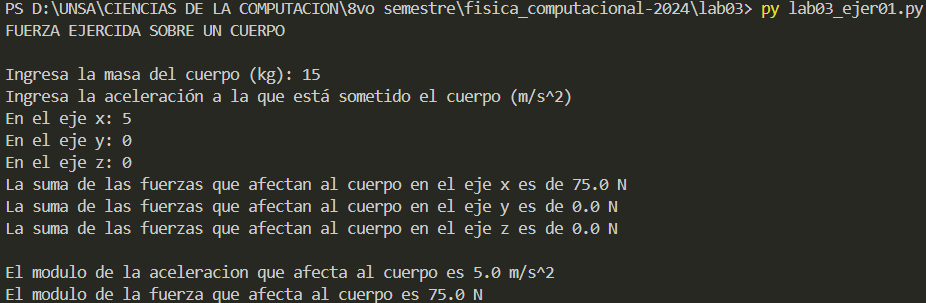 PS D:\UNSA\CIENCIAS DE LA COMPUTACION\8vo semestre\fisica_computacional-2024\lab03> py lab03_ejer01.py
FUERZA EJERCIDA SOBRE UN CUERPO
Ingresa la masa del cuerpo (kg): 15
Ingresa la aceleración a la que está sometido el cuerpo (m/s^2)
En el eje x: 5
En el eje y: 0
En el eje z: 0
La suma de las fuerzas que afectan al cuerpo en el eje x es de 75.0 N
La suma de las fuerzas que afectan al cuerpo en el eje y es de 0.0 N
La suma de las fuerzas que afectan al cuerpo en el eje z es de 0.0 N
El modulo de la aceleracion que afecta al cuerpo es 5.0 m/s^2
El modulo de la fuerza que afecta al cuerpo es 75.0 N